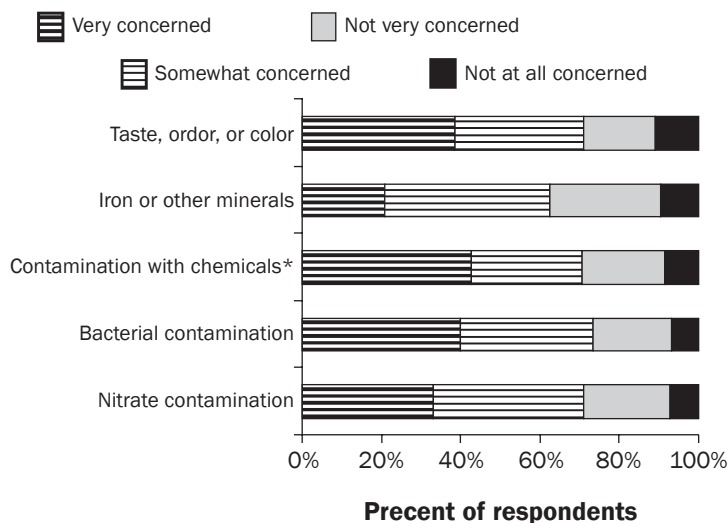 Very concerned
Not very concerned
Somewhat concerned
Not at all concerned
Taste, ordor, or color
Iron or other minerals
Contamination with chemicals*
Bacterial contamination
Nitrate contamination
0% 20% 40% 60% 80% 100%
Precent of respondents